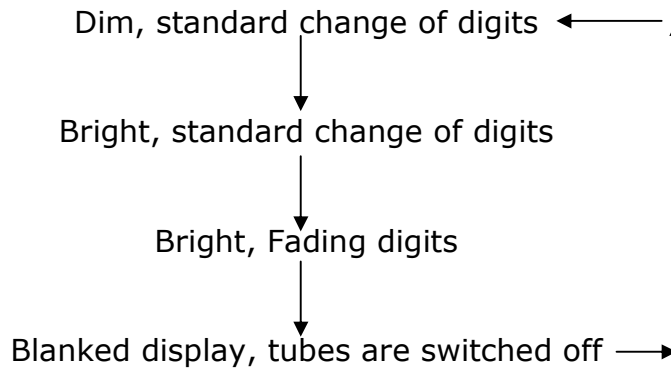 Dim, standard change of digits
Bright, standard change of digits
Bright, Fading digits
Blanked display, tubes are switched off